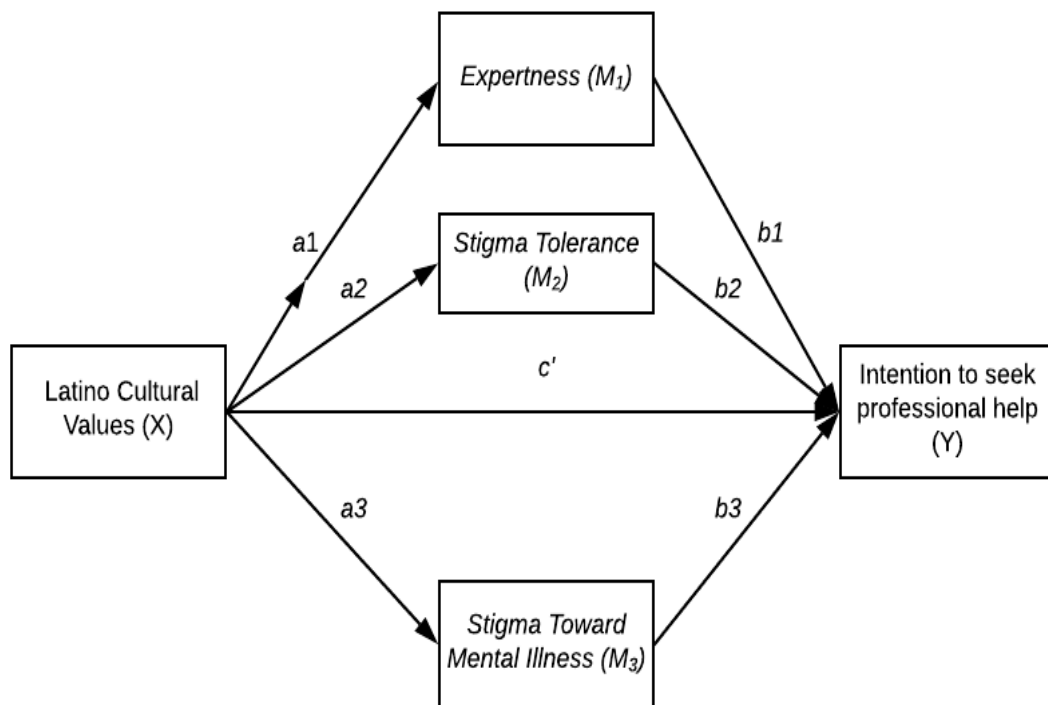 Expertness (M₁)
a1
b1
Stigma Tolerance
(M₂)
a2
b2
c'
Latino Cultural
Values (X)
Intention to seek
professional help
(Y)
a3
b3
Stigma Toward
Mental Illness (M₃)